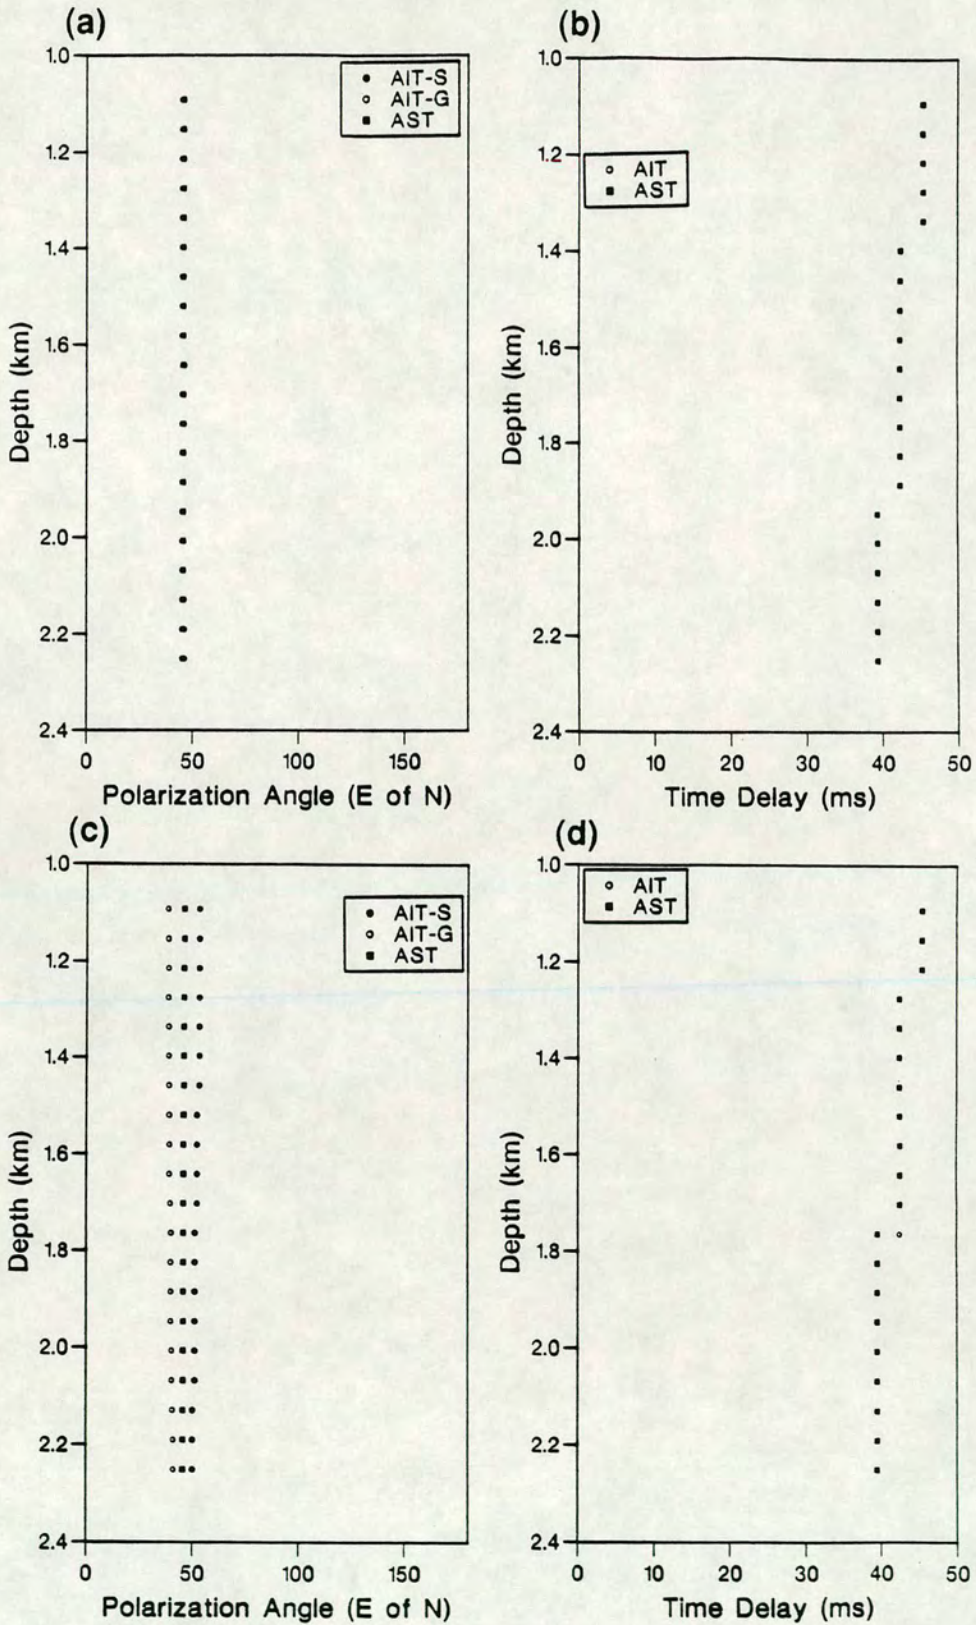 (a)
1.0
1.2
1.4
1.6
1.8
2.0
2.2
2.4
Depth (km)
AIT-S
AIT-G
AST
0 50 100 150
Polarization Angle (E of N)
(b)
1.0
1.2
1.4
1.6
1.8
2.0
2.2
2.4
Depth (km)
AIT
AST
0 10 20 30 40 50
Time Delay (ms)
(c)
1.0
1.2
1.4
1.6
1.8
2.0
2.2
2.4
Depth (km)
AIT-S
AIT-G
AST
0 50 100 150
Polarization Angle (E of N)
(d)
1.0
1.2
1.4
1.6
1.8
2.0
2.2
2.4
Depth (km)
AIT
AST
0 10 20 30 40 50
Time Delay (ms)